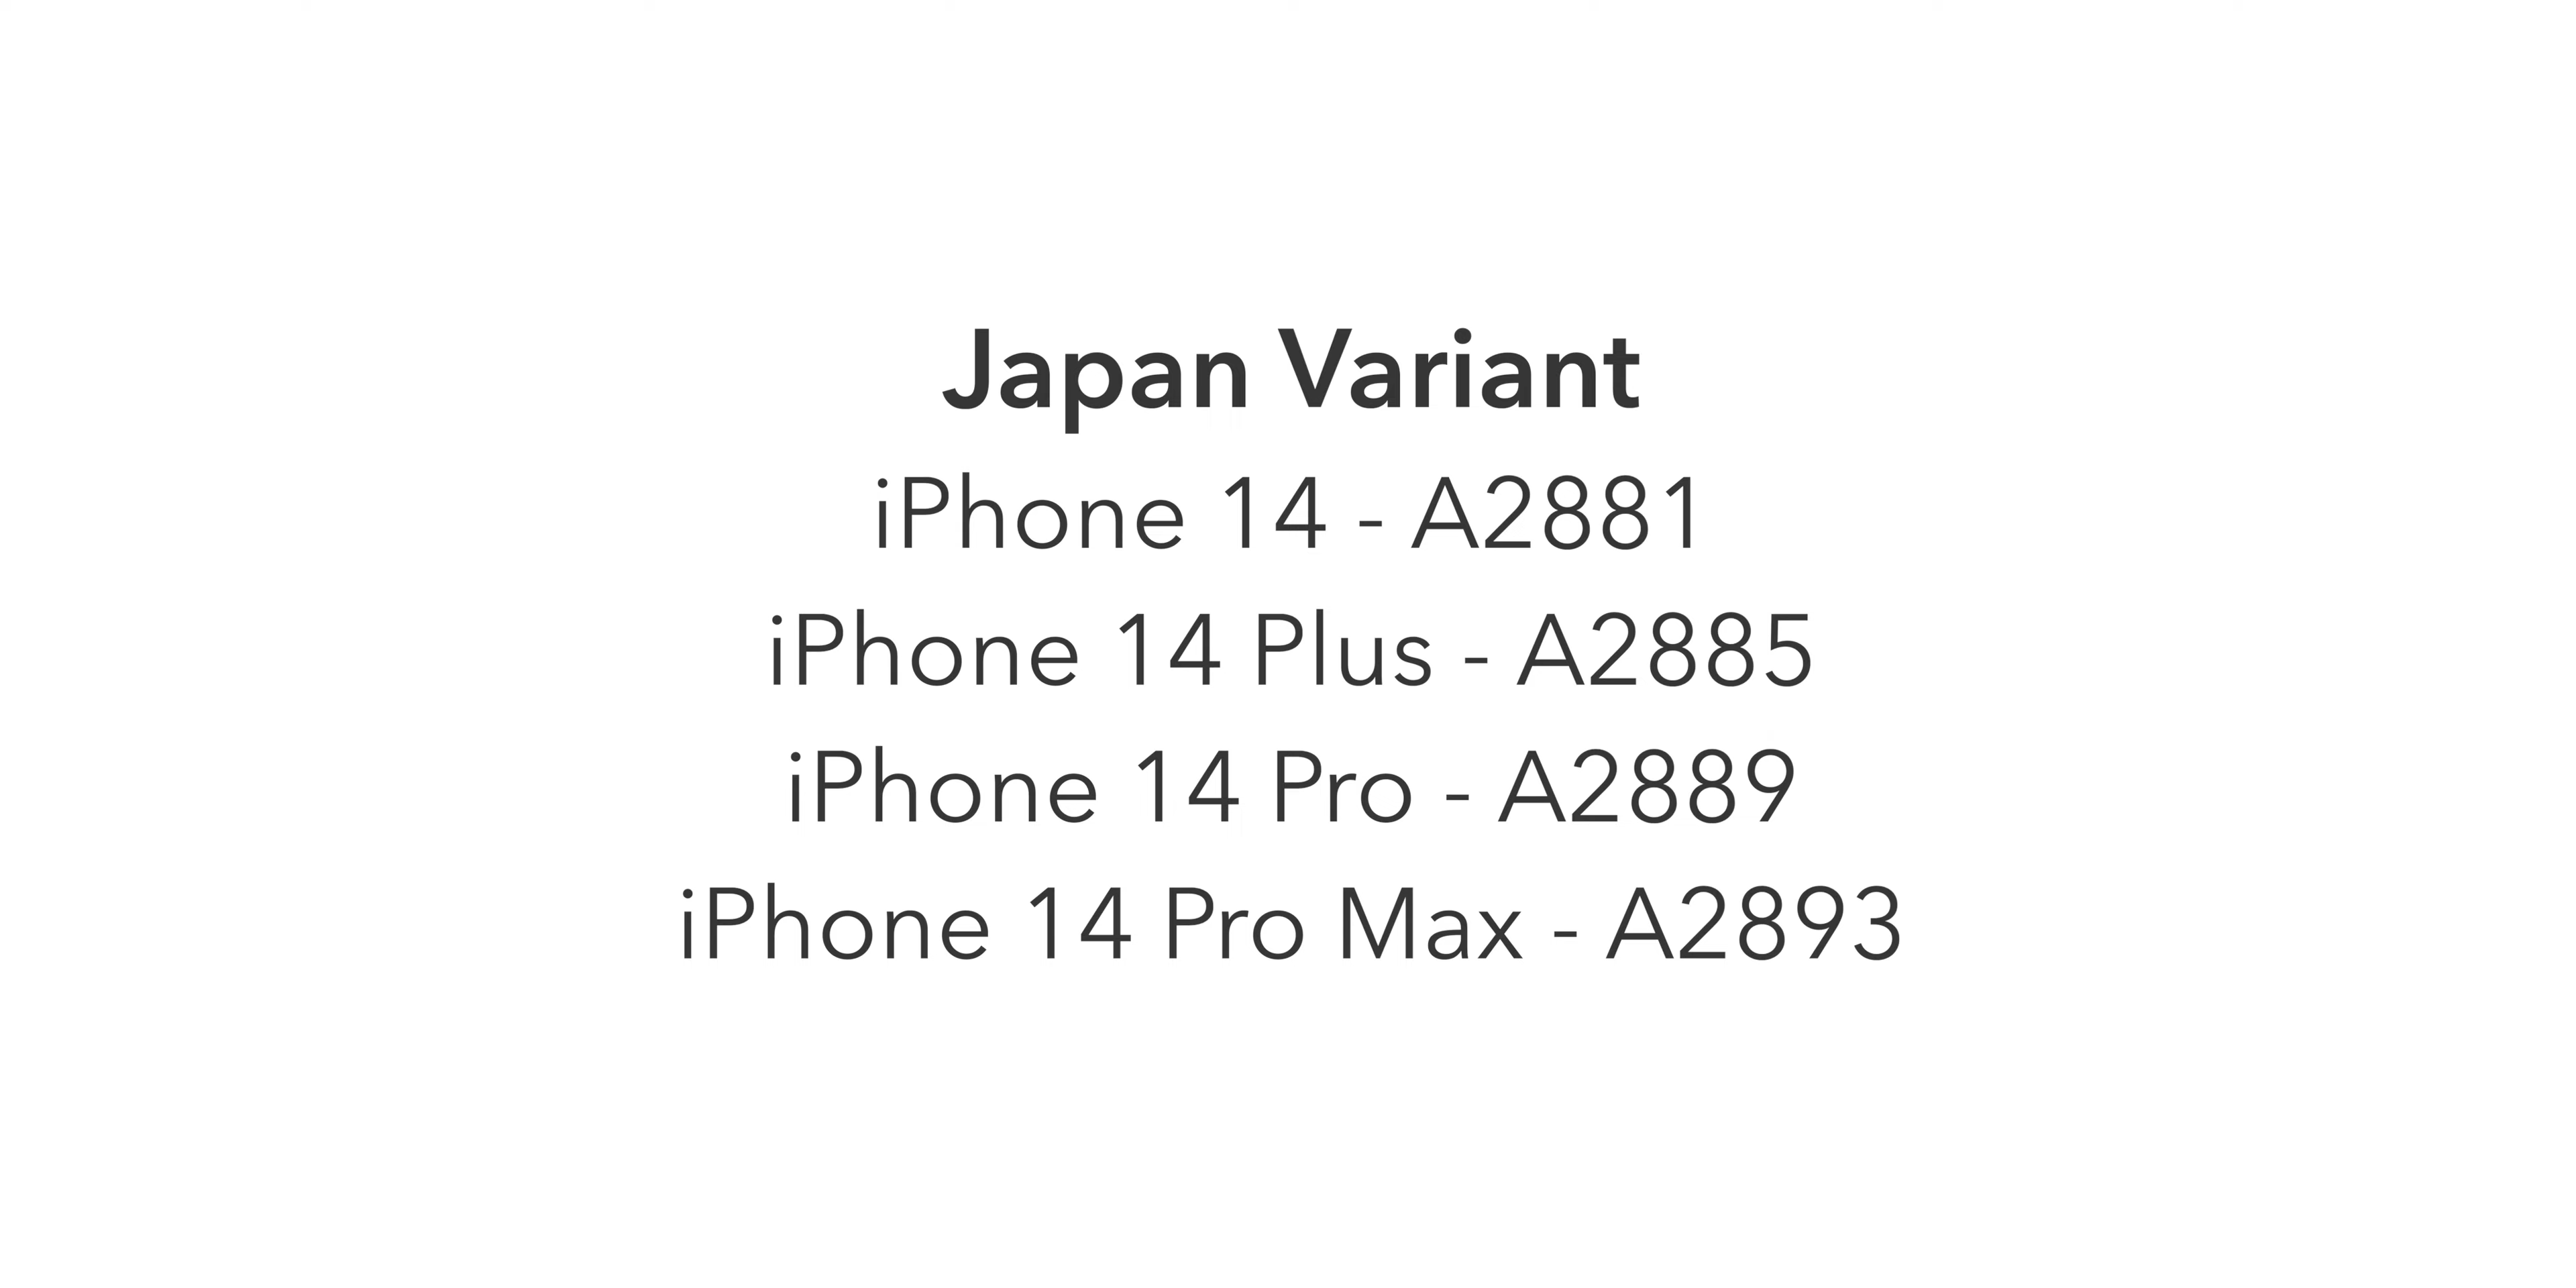 Japan Variant
iPhone 14 - A2881
iPhone 14 Plus - A2885
iPhone 14 Pro - A2889
iPhone 14 Pro Max - A2893